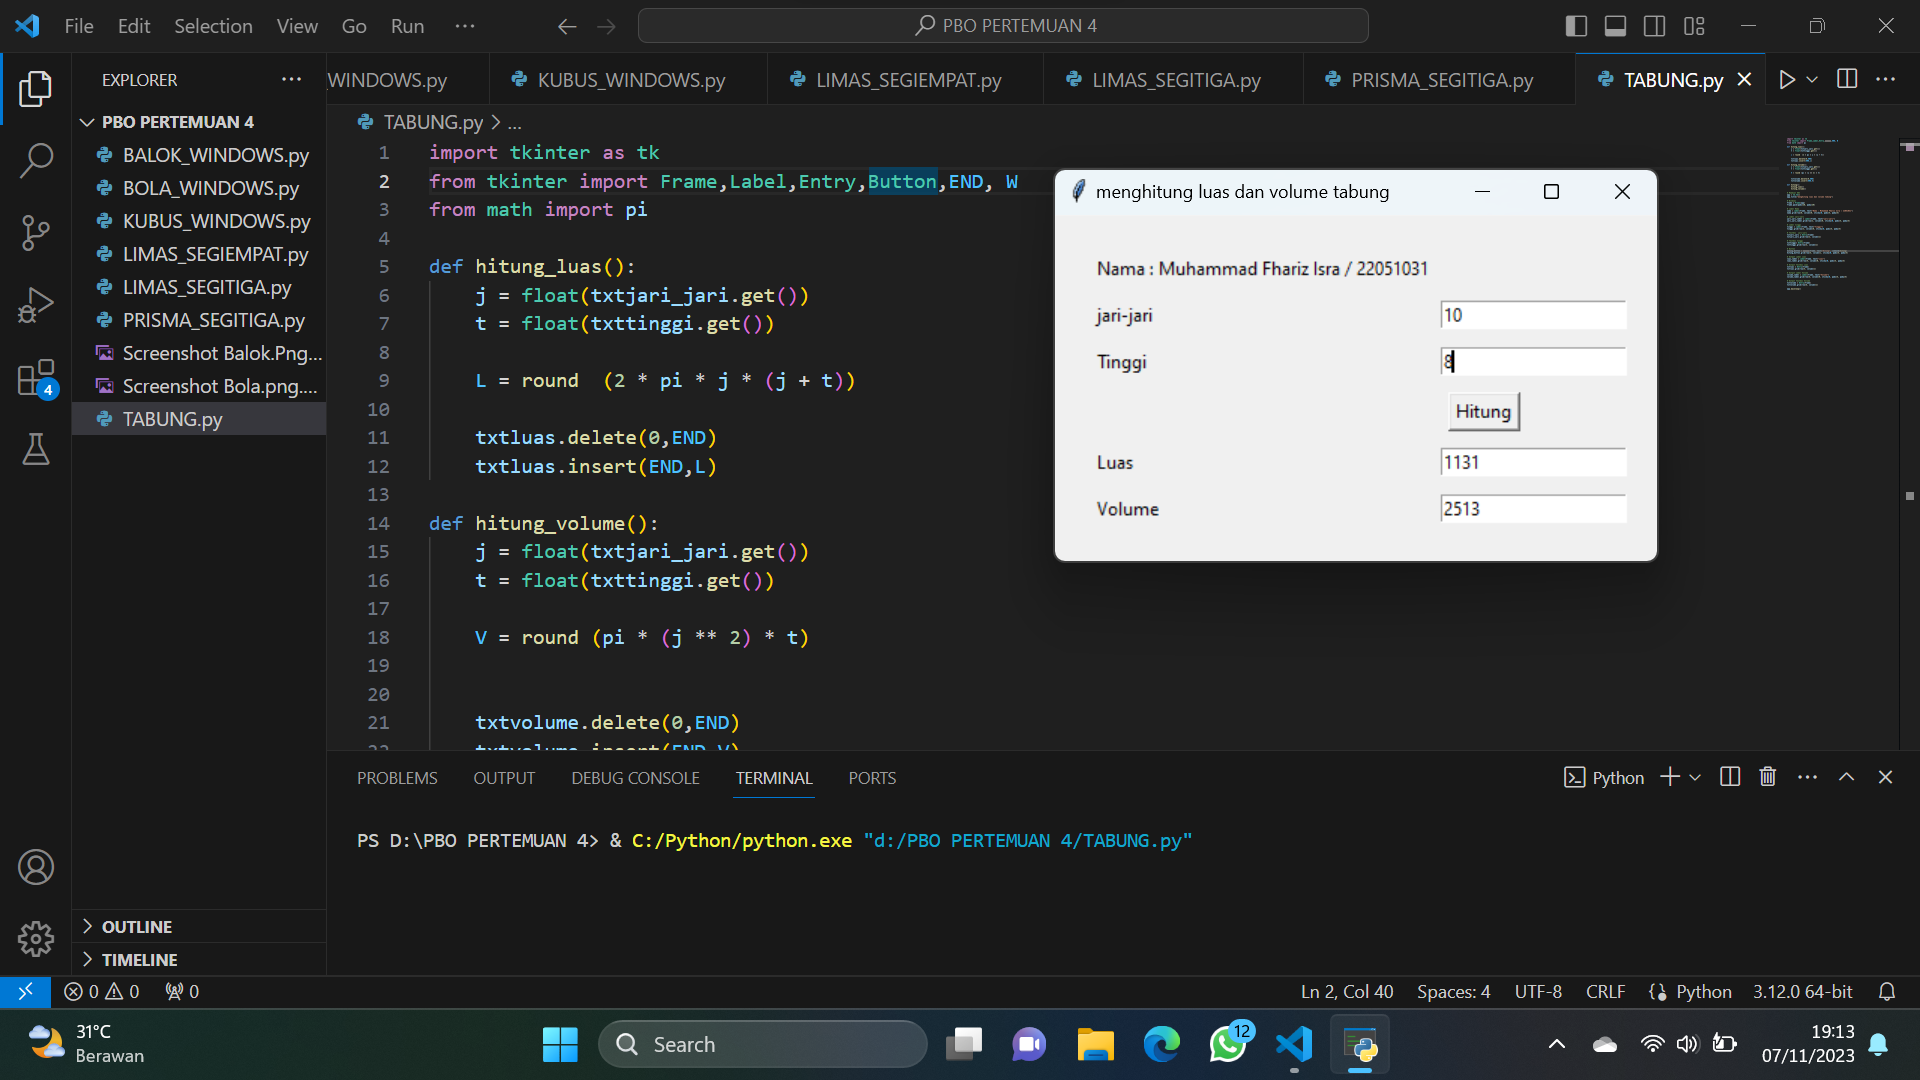 File Edit Selection View Go Run ...
PBO PERTEMUAN 4
EXPLORER
PBO PERTEMUAN 4
BALOK_WINDOWS.py
BOLA_WINDOWS.py
KUBUS_WINDOWS.py
LIMAS_SEGIEMPAT.py
LIMAS_SEGITIGA.py
PRISMA_SEGITIGA.py
Screenshot Balok.Png...
Screenshot Bola.png....
TABUNG.py
4
OUTLINE
TIMELINE
WINDOWS.py KUBUS_WINDOWS.py LIMAS_SEGIEMPAT.py LIMAS_SEGITIGA.py PRISMA_SEGITIGA.py TABUNG.py
TABUNG.py > ...
1 import tkinter as tk
2 from tkinter import Frame,Label,Entry,Button,END, W
3 from math import pi
4
5 def hitung_luas():
6 j = float(txtjari_jari.get())
7 t = float(txttinggi.get())
8
9 L = round  (2 * pi * j * (j + t))
10
11 txtluas.delete(0,END)
12 txtluas.insert(END,L)
13
14 def hitung_volume():
15 j = float(txtjari_jari.get())
16 t = float(txttinggi.get())
17
18 V = round (pi * (j ** 2) * t)
19
20
21 txtvolume.delete(0,END)
22 txtvolume.insert(END,V)
menghitung luas dan volume tabung
Nama : Muhammad Fhariz Isra / 22051031
jari-jari 10
Tinggi 8
Hitung
Luas 1131
Volume 2513
PROBLEMS OUTPUT DEBUG CONSOLE TERMINAL PORTS
Python
PS D:\PBO PERTEMUAN 4> & C:/Python/python.exe "d:/PBO PERTEMUAN 4/TABUNG.py"
0 0 0
Ln 2, Col 40 Spaces: 4 UTF-8 CRLF Python 3.12.0 64-bit
31°C
Berawan
Search
12
19:13
07/11/2023